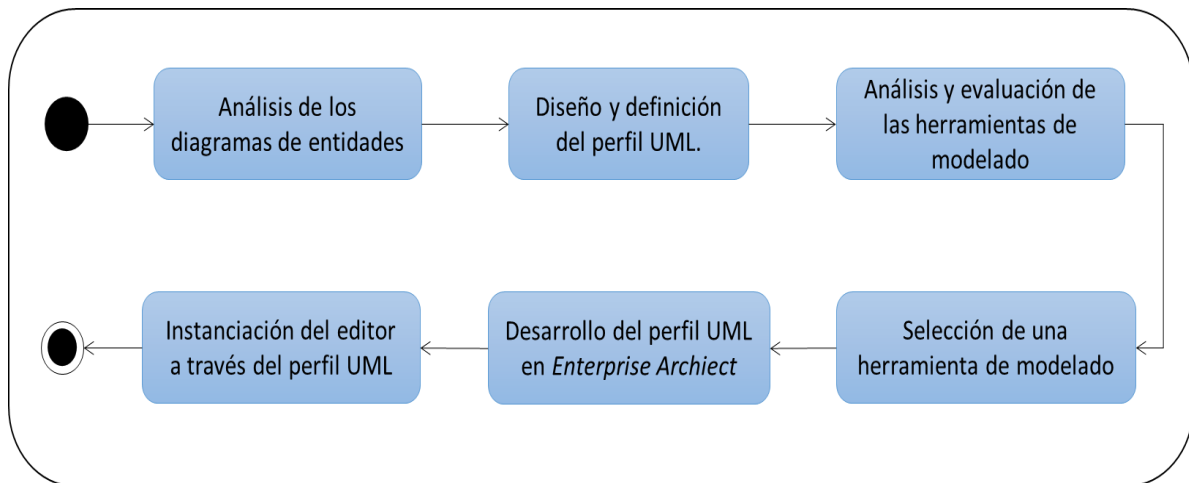 Análisis de los
diagramas de entidades
Diseño y definición
del perfil UML.
Análisis y evaluación de
las herramientas de
modelado
Selección de una
herramienta de modelado
Desarrollo del perfil UML
en Enterprise Archiect
Instanciación del editor
a través del perfil UML